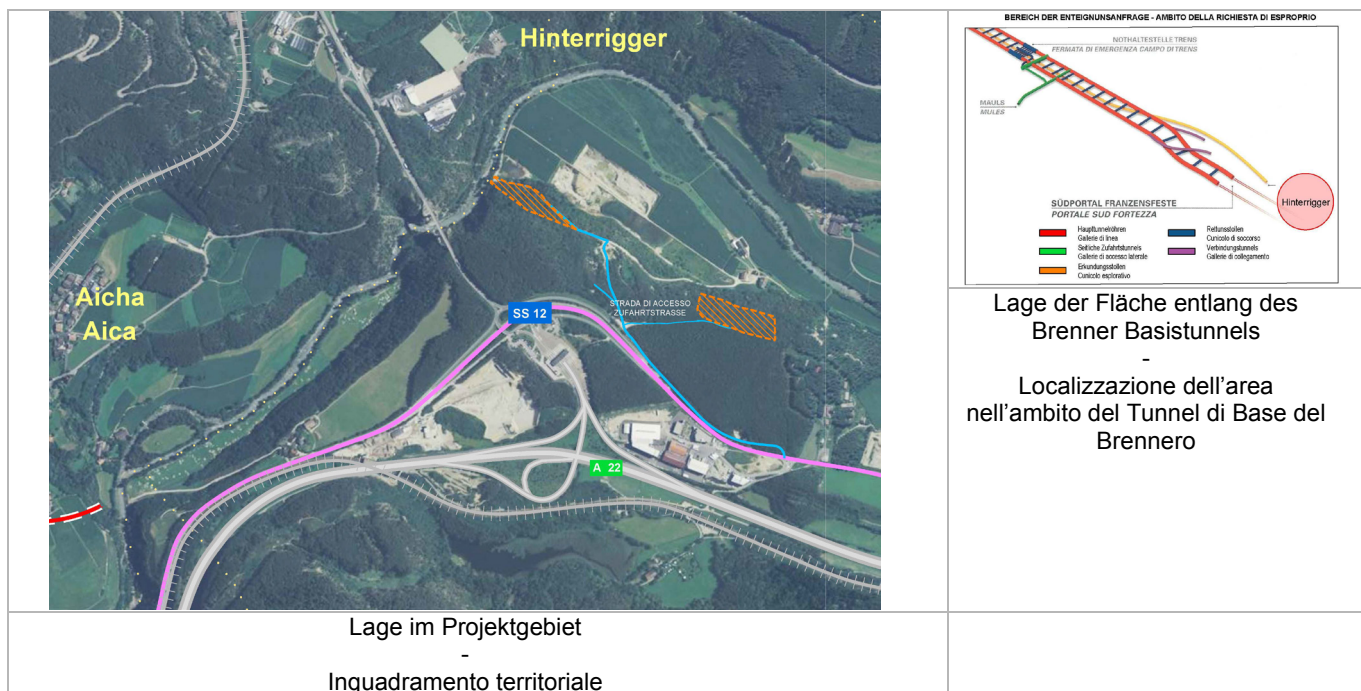 Hinterrigger
Aicha
Aica
SS 12
STRADA DI ACCESSO
ZUFAHRTSTRASSE
A 22
Lage im Projektgebiet
-
Inquadramento territoriale
BEREICH DER ENTEIGNUNSANFRAGE - AMBITO DELLA RICHIESTA DI ESPROPRIO
NOTHALTESTELLE TRENS
FERMATA DI EMERGENZA CAMPO DI TRENS
MAULS
MULES
Hinterrigger
SÜDPORTAL FRANZENSFESTE
PORTALE SUD FORTEZZA
Haupttunnelröhren
Gallerie di linea
Seitliche Zufahrtstunnels
Gallerie di accesso laterale
Erkundungsstollen
Cunicolo esplorativo
Rettunsstollen
Cunicolo di soccorso
Verbindungstunnels
Gallerie di collegamento
Lage der Fläche entlang des
Brenner Basistunnels
-
Localizzazione dell'area
nell'ambito del Tunnel di Base del
Brennero